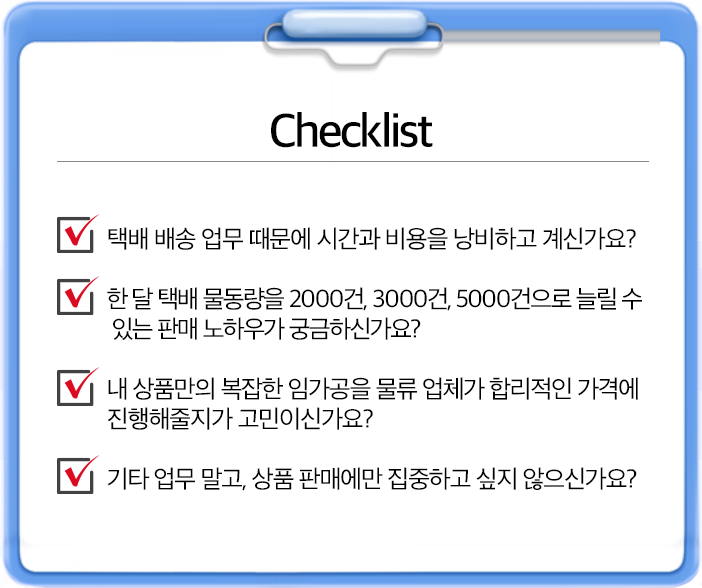 Checklist
택배 배송 업무 때문에 시간과 비용을 낭비하고 계신가요?
한 달 택배 물동량을 2000건, 3000건, 5000건으로 늘릴 수
있는 판매 노하우가 궁금하신가요?
내 상품만의 복잡한 임가공을 물류 업체가 합리적인 가격에
진행해줄지가 고민이신가요?
기타 업무 말고, 상품 판매에만 집중하고 싶지 않으신가요?